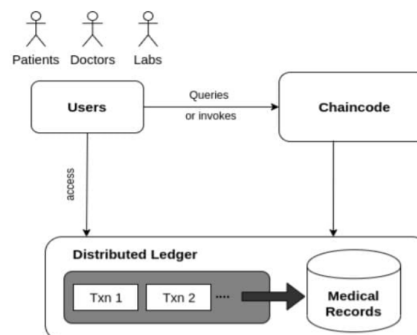 Patients Doctors Labs
Users
Queries
or invokes
Chaincode
access
Distributed Ledger
Txn 1 Txn 2 ....
Medical
Records